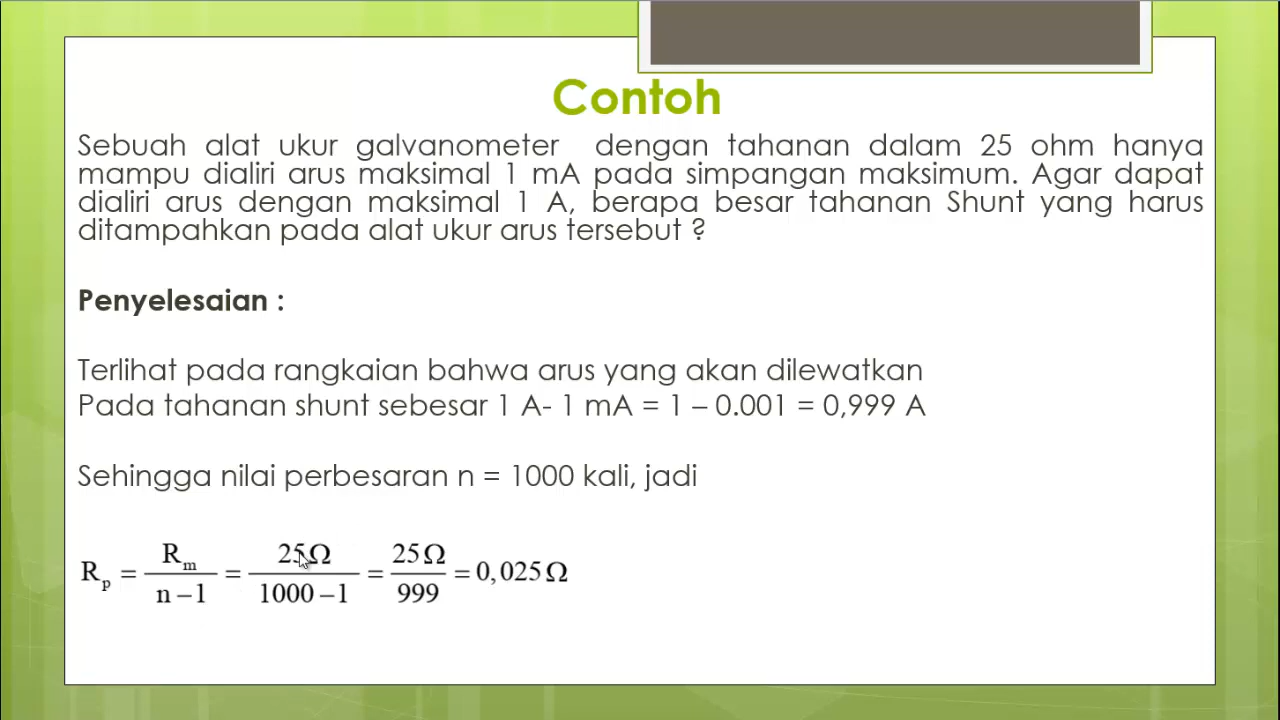 Contoh
Sebuah alat ukur galvanometer dengan tahanan dalam 25 ohm hanya
mampu dialiri arus maksimal 1 mA pada simpangan maksimum. Agar dapat
dialiri arus dengan maksimal 1 A, berapa besar tahanan Shunt yang harus
ditampahkan pada alat ukur arus tersebut ?
Penyelesaian :
Terlihat pada rangkaian bahwa arus yang akan dilewatkan
Pada tahanan shunt sebesar 1 A- 1 mA = 1 – 0.001 = 0,999 A
Sehingga nilai perbesaran n = 1000 kali, jadi
Rp = Rm / n −1 = 25Ω / 1000 −1 = 25Ω / 999 = 0,025Ω